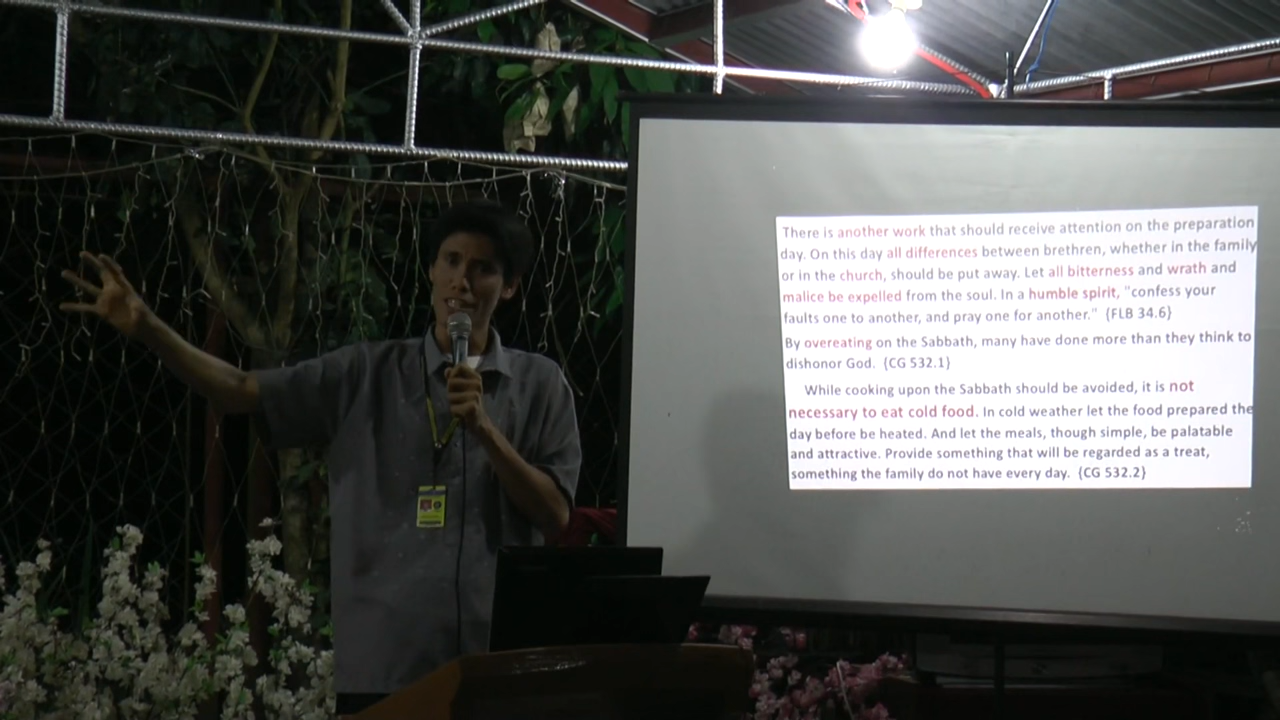 There is another work that should receive attention on the preparation
day. On this day all differences between brethren, whether in the family
or in the church, should be put away. Let all bitterness and wrath and
malice be expelled from the soul. In a humble spirit, "confess your
faults one to another, and pray one for another." {FLB 34.6}
By overeating on the Sabbath, many have done more than they think to
dishonor God. {CG 532.1}
While cooking upon the Sabbath should be avoided, it is not
necessary to eat cold food. In cold weather let the food prepared the
day before be heated. And let the meals, though simple, be palatable
and attractive. Provide something that will be regarded as a treat,
something the family do not have every day. {CG 532.2}